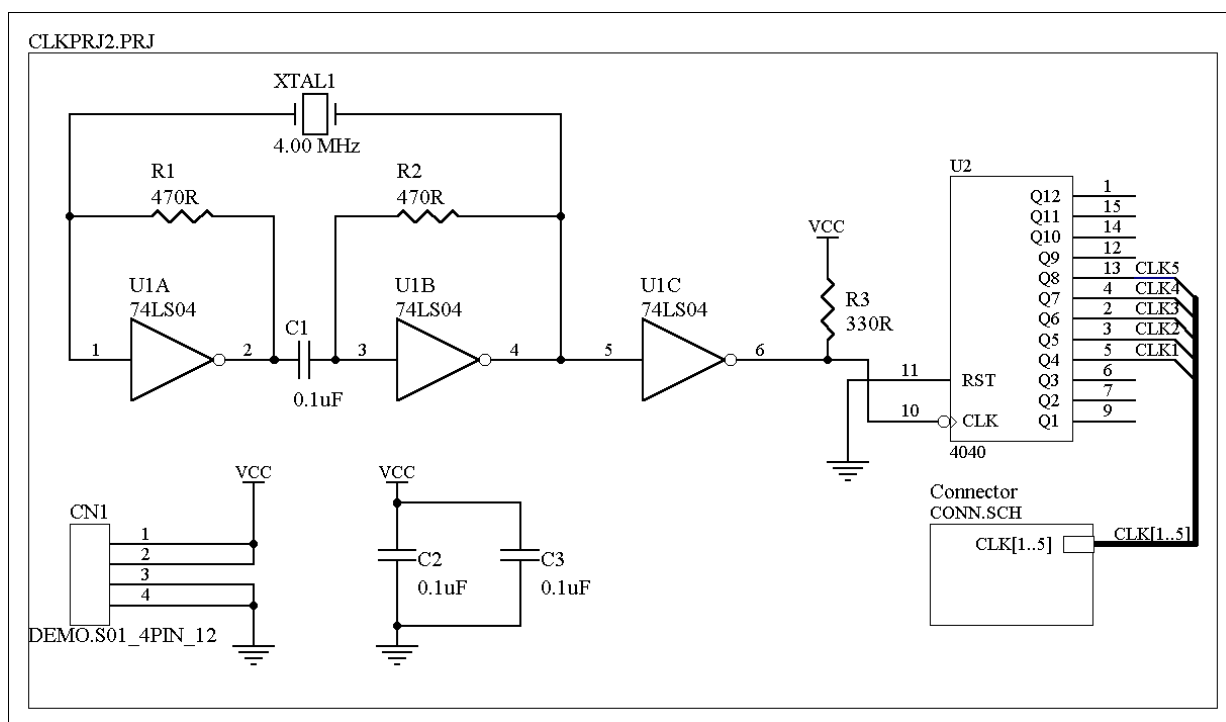 CLKPRJ2.PRJ
XTAL1
4.00 MHz
R1
470R
R2
470R
U1A
74LS04
1
2
C1
0.1uF
U1B
74LS04
3
4
U1C
74LS04
5
6
VCC
R3
330R
U2
Q12 1
Q11 15
Q10 14
Q9 12
Q8 13 CLK5
Q7 4 CLK4
Q6 2 CLK3
Q5 3 CLK2
Q4 5 CLK1
Q3 6
Q2 7
Q1 9
11 RST
10 CLK
4040
VCC
CN1
1
2
3
4
DEMO.S01_4PIN_12
VCC
C2
0.1uF
C3
0.1uF
Connector
CONN.SCH
CLK[1..5]
CLK[1..5]